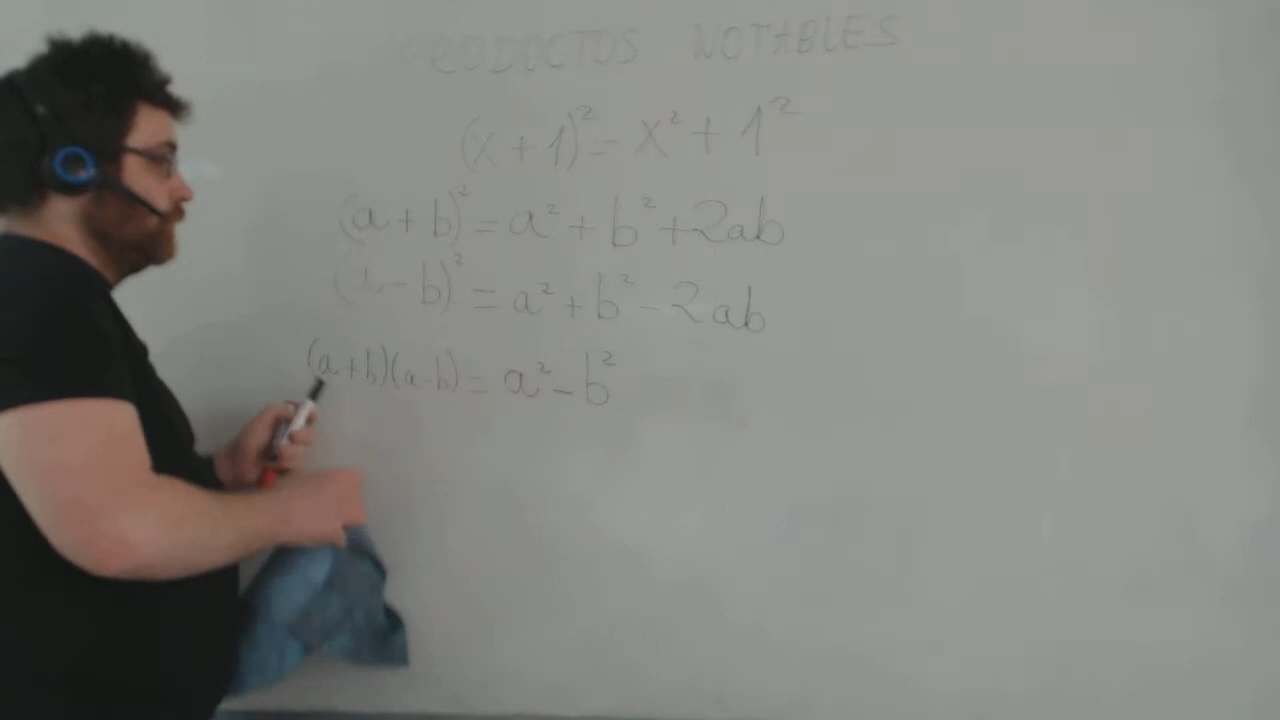 PRODUCTOS NOTABLES
(x + 1)² = x² + 1²
(a + b)² = a² + b² + 2ab
(a - b)² = a² + b² - 2ab
(a + b)(a - b) = a² - b²